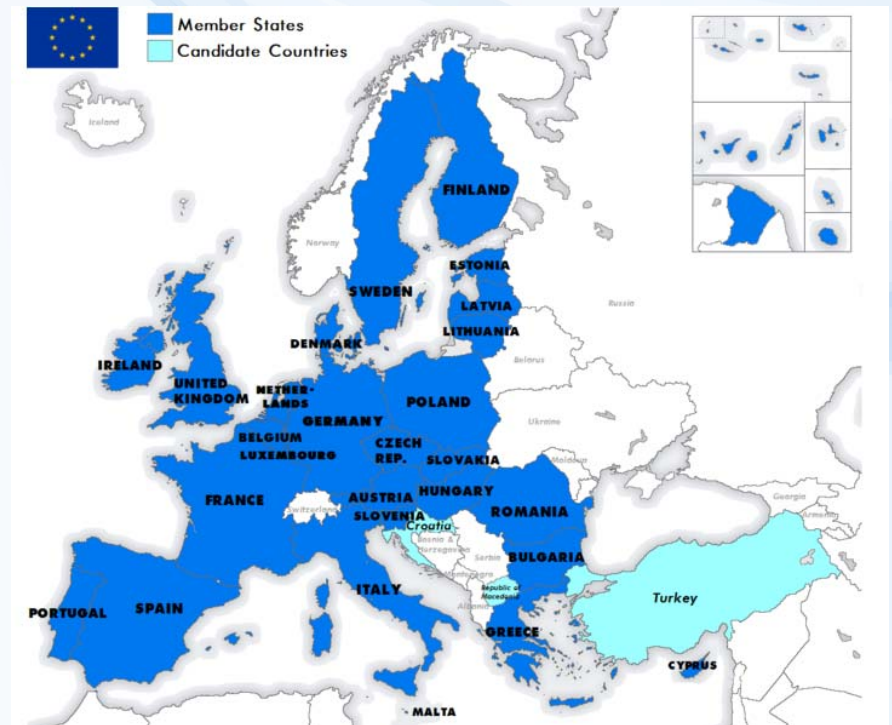 Member States
Candidate Countries
Iceland
FINLAND
Norway
ESTONIA
SWEDEN
LATVIA
Russia
LITHUANIA
DENMARK
Belarus
IRELAND
UNITED
KINGDOM
NETHER-
LANDS
POLAND
GERMANY
Ukraine
BELGIUM
CZECH
REP.
LUXEMBOURG
SLOVAKIA
Moldova
FRANCE
AUSTRIA
HUNGARY
Switzerland
SLOVENIA
ROMANIA
Croatia
Georgia
Armenia
Bosnia &
Herzegovina
Serbia
BULGARIA
Montenegro
ITALY
Republic of
Macedonia
Turkey
Albania
PORTUGAL
SPAIN
GREECE
CYPRUS
MALTA